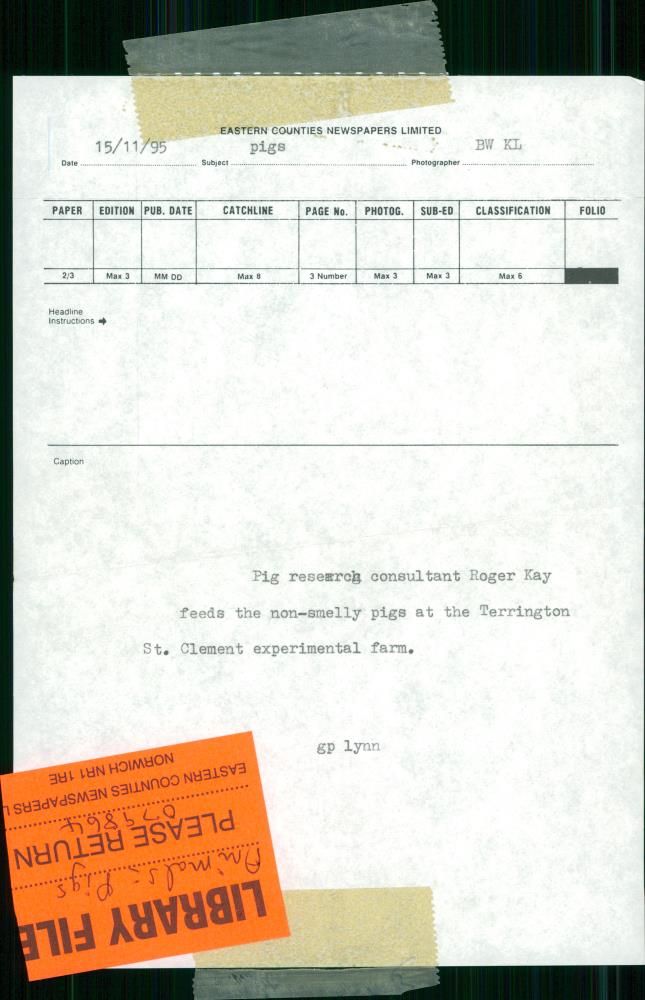 EASTERN COUNTIES NEWSPAPERS LIMITED
Date 15/11/95 Subject pigs Photographer BW KL
PAPER EDITION PUB. DATE CATCHLINE PAGE No. PHOTOG. SUB-ED CLASSIFICATION FOLIO
2/3 Max 3 MM DD Max 8 3 Number Max 3 Max 3 Max 6
Headline
Instructions
Caption
Pig research consultant Roger Kay
feeds the non-smelly pigs at the Terrington
St. Clement experimental farm.
gp lynn
LIBRARY FILE
Animals: Pigs
PLEASE RETURN
079864
EASTERN COUNTIES NEWSPAPERS L
NORWICH NR1 1RE